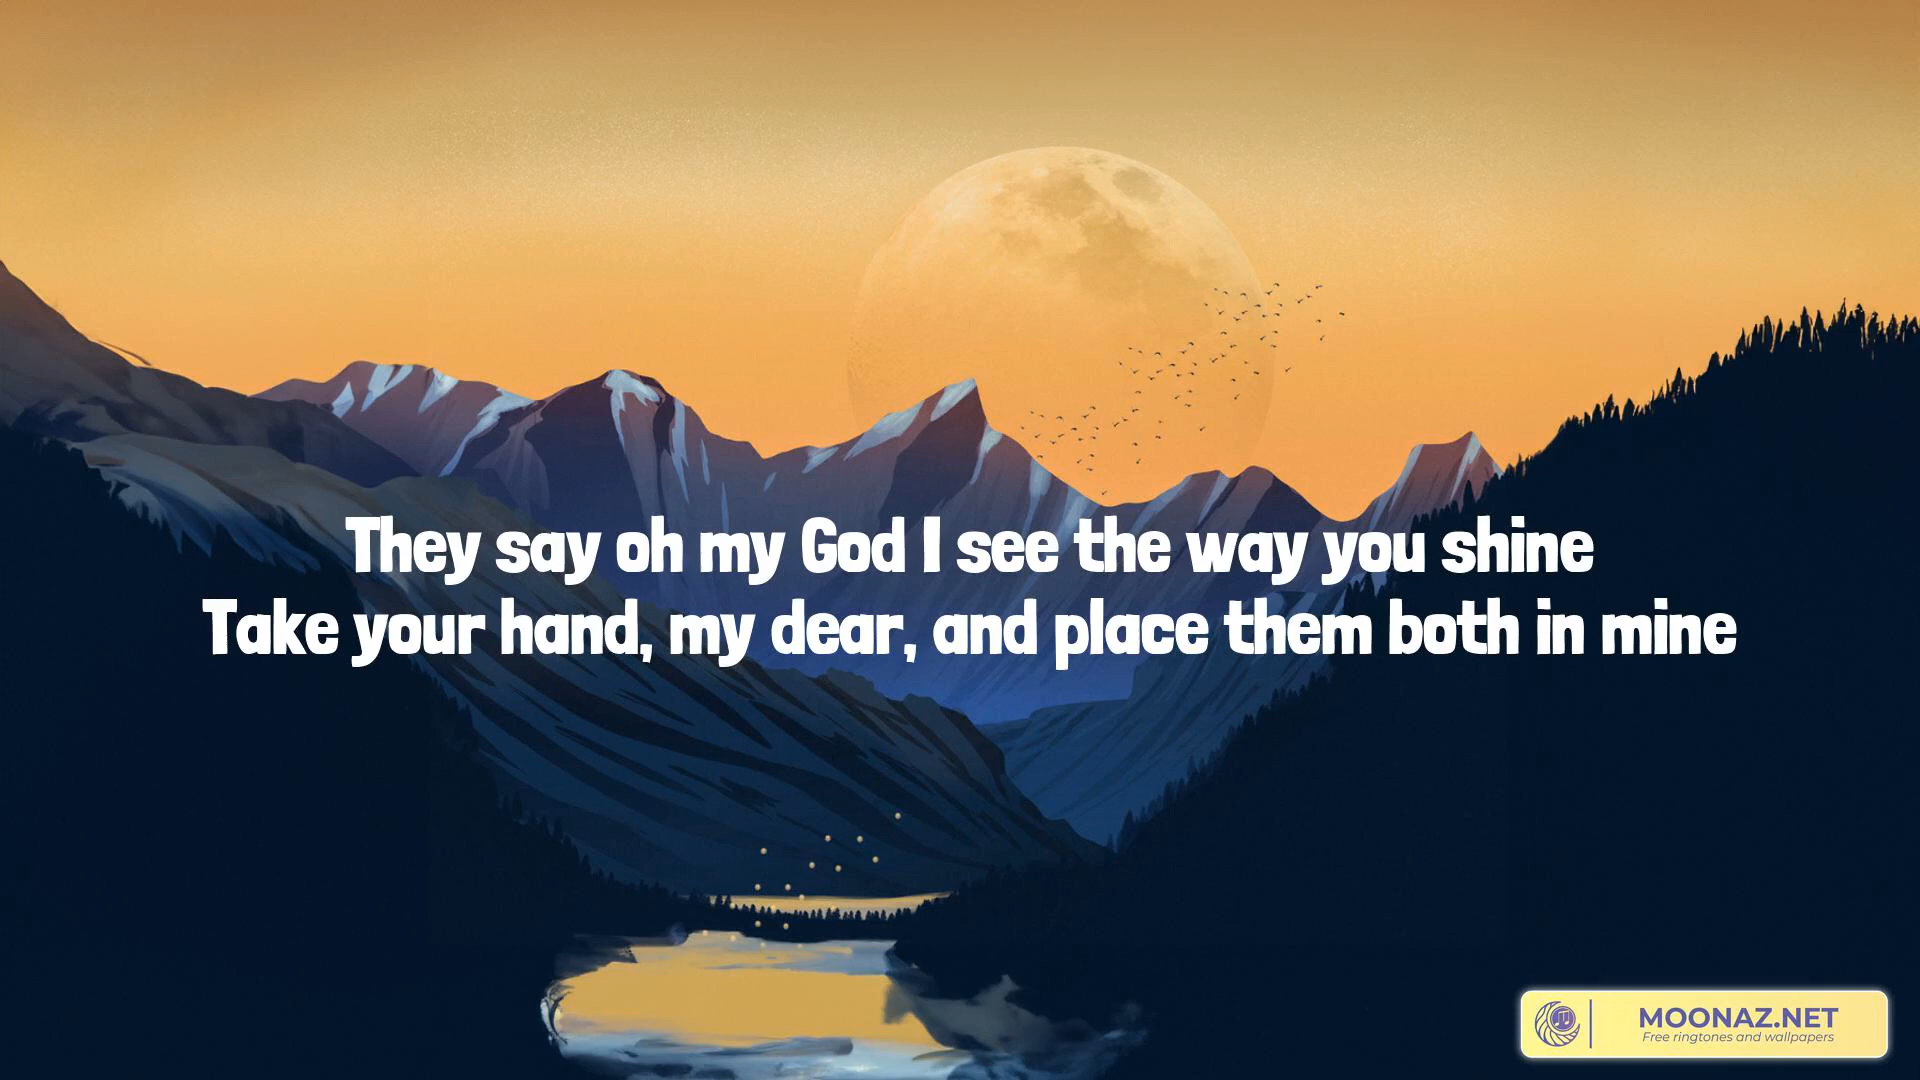 They say oh my God I see the way you shine
Take your hand, my dear, and place them both in mine
MOONAZ.NET
Free ringtones and wallpapers